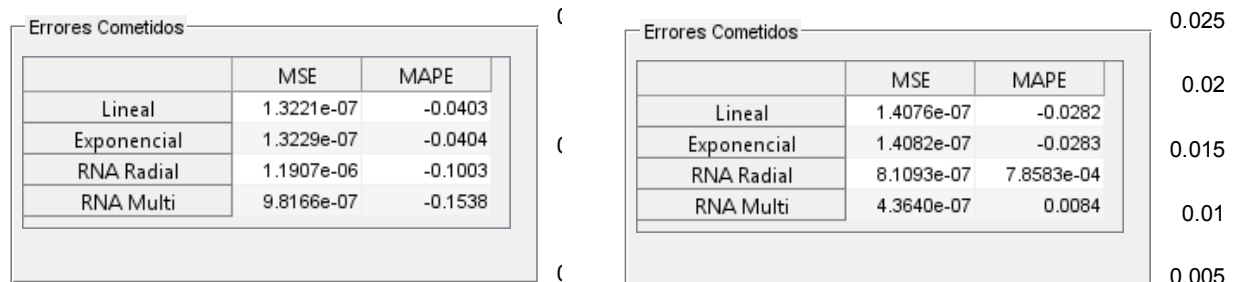 Errores Cometidos
MSE MAPE
Lineal 1.3221e-07 -0.0403
Exponencial 1.3229e-07 -0.0404
RNA Radial 1.1907e-06 -0.1003
RNA Multi 9.8166e-07 -0.1538
Errores Cometidos
MSE MAPE
Lineal 1.4076e-07 -0.0282
Exponencial 1.4082e-07 -0.0283
RNA Radial 8.1093e-07 7.8583e-04
RNA Multi 4.3640e-07 0.0084
0.025
0.02
0.015
0.01
0.005